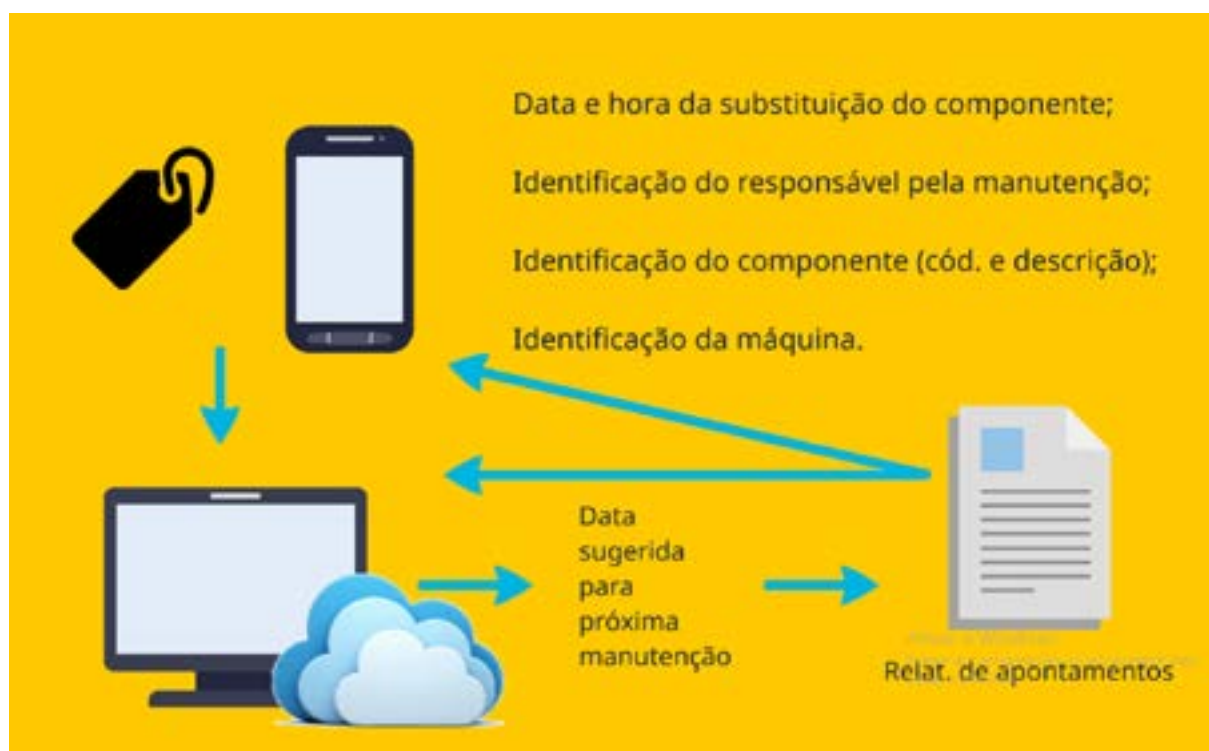 Data e hora da substituição do componente;
Identificação do responsável pela manutenção;
Identificação do componente (cód. e descrição);
Identificação da máquina.
Data
sugerida
para
próxima
manutenção
Relat. de apontamentos